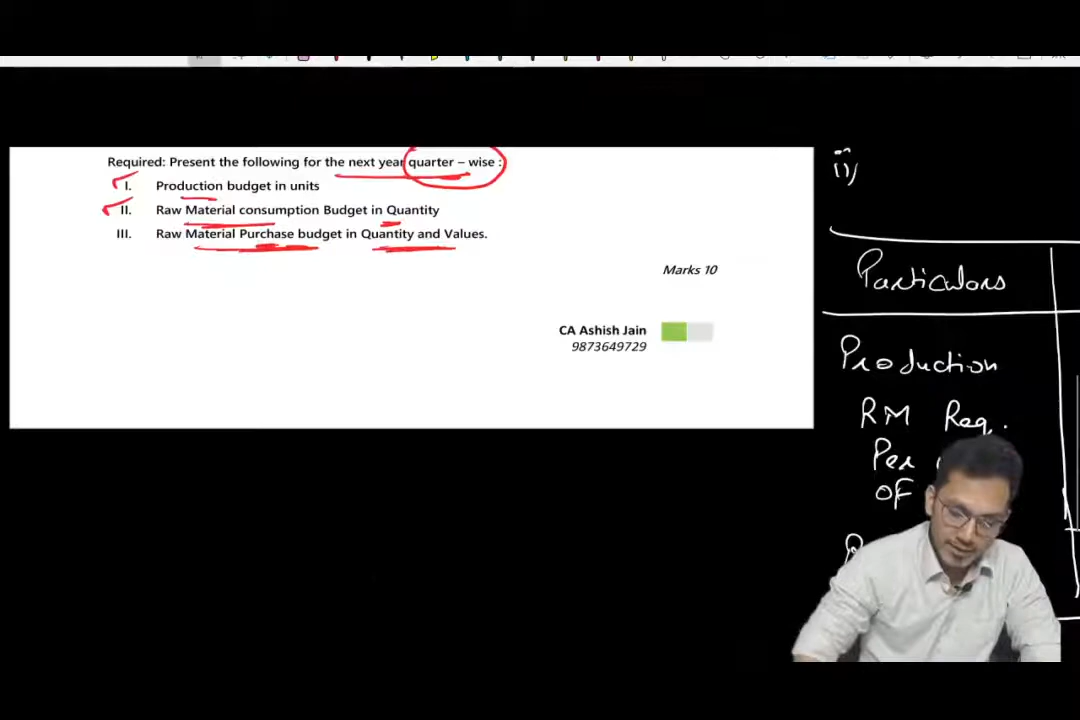 Required: Present the following for the next year quarter – wise :
I. Production budget in units
II. Raw Material consumption Budget in Quantity
III. Raw Material Purchase budget in Quantity and Values.
Marks 10
CA Ashish Jain
9873649729
ii)
Particulars
Production
RM Req.
Per
OF